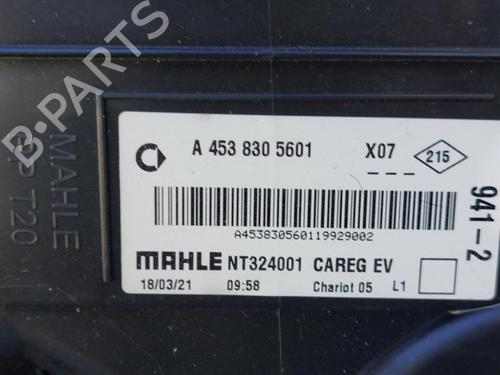 A 453 830 5601
X07
215
A453830560119929002
MAHLE NT324001 CAREG EV
18/03/21 09:58 Chariot 05 L1
941-2
MAHLE
T20
B-PARTS